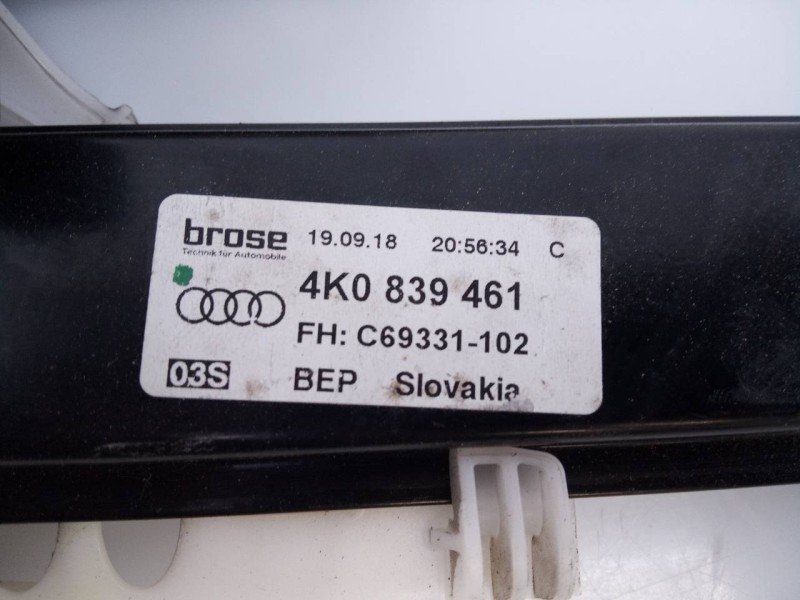 brose 19.09.18 20:56:34 C
Technik für Automobile
4K0 839 461
FH: C69331-102
03S BEP Slovakia